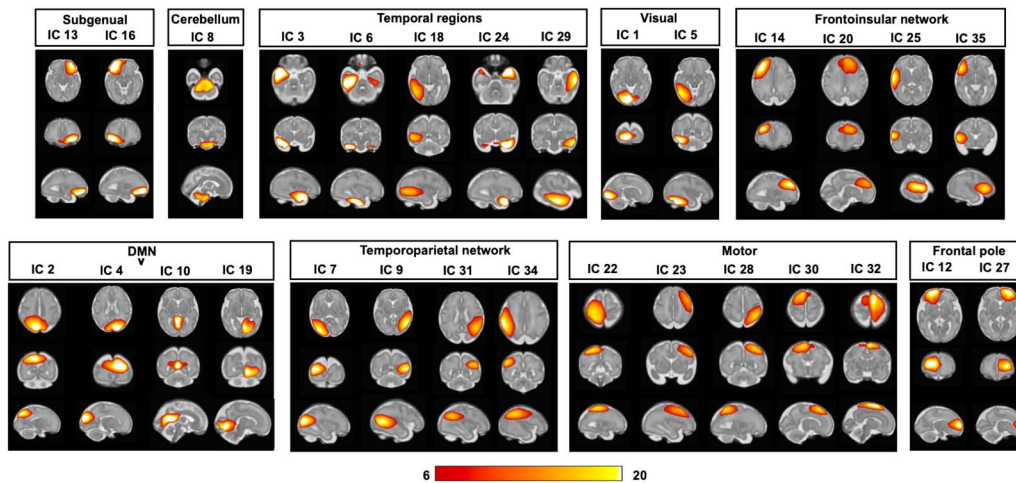 Subgenual
IC 13 IC 16
Cerebellum
IC 8
Temporal regions
IC 3 IC 6 IC 18 IC 24 IC 29
Visual
IC 1 IC 5
Frontoinsular network
IC 14 IC 20 IC 25 IC 35
DMN
v
IC 2 IC 4 IC 10 IC 19
Temporoparietal network
IC 7 IC 9 IC 31 IC 34
Motor
IC 22 IC 23 IC 28 IC 30 IC 32
Frontal pole
IC 12 IC 27
6 20